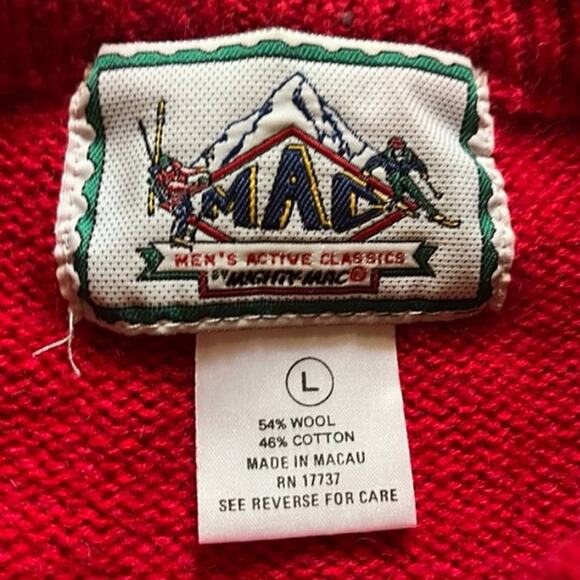 MAC
MEN'S ACTIVE CLASSICS
BY MIGHTY-MAC®
L
54% WOOL
46% COTTON
MADE IN MACAU
RN 17737
SEE REVERSE FOR CARE